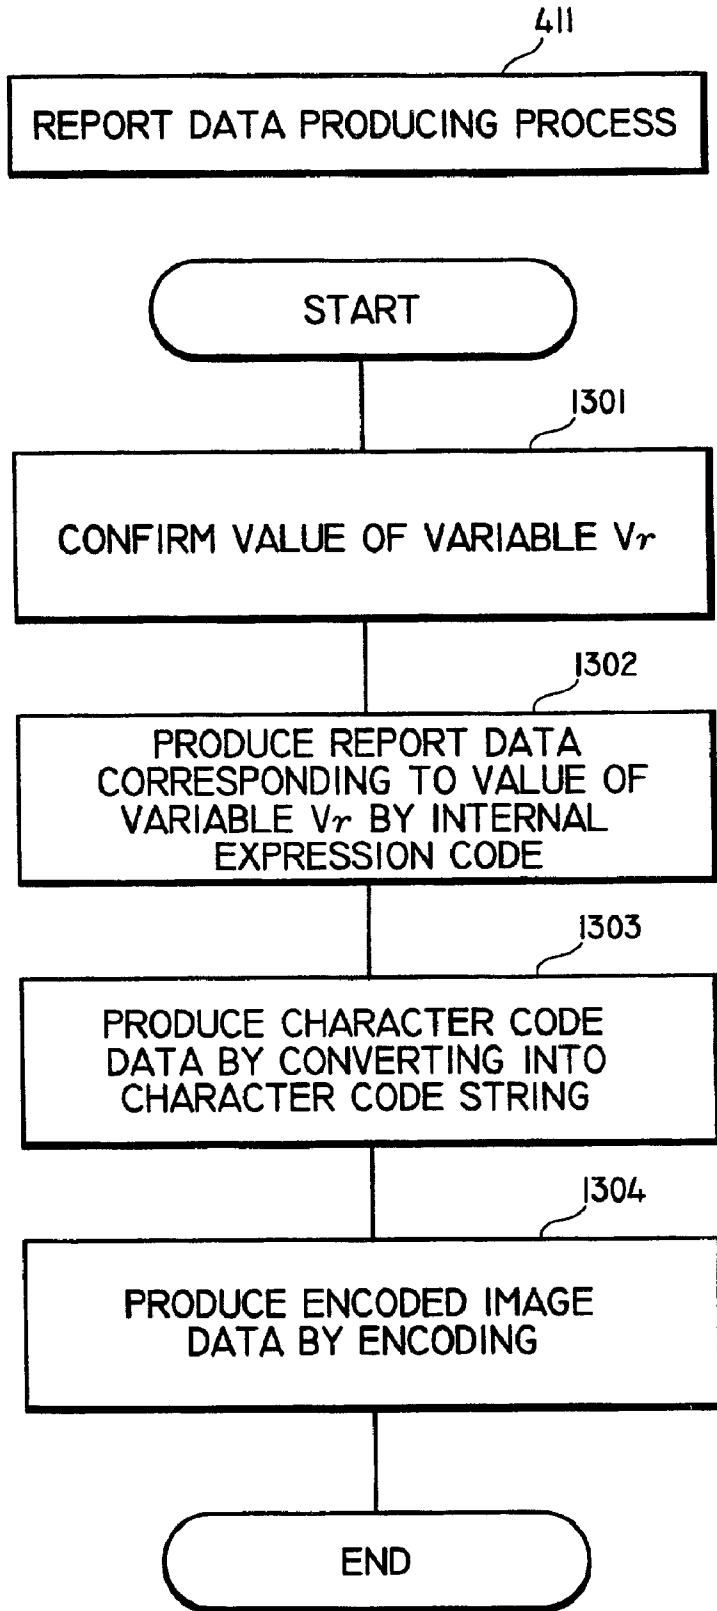 411
REPORT DATA PRODUCING PROCESS
START
1301
CONFIRM VALUE OF VARIABLE Vr
1302
PRODUCE REPORT DATA
CORRESPONDING TO VALUE OF
VARIABLE Vr BY INTERNAL
EXPRESSION CODE
1303
PRODUCE CHARACTER CODE
DATA BY CONVERTING INTO
CHARACTER CODE STRING
1304
PRODUCE ENCODED IMAGE
DATA BY ENCODING
END